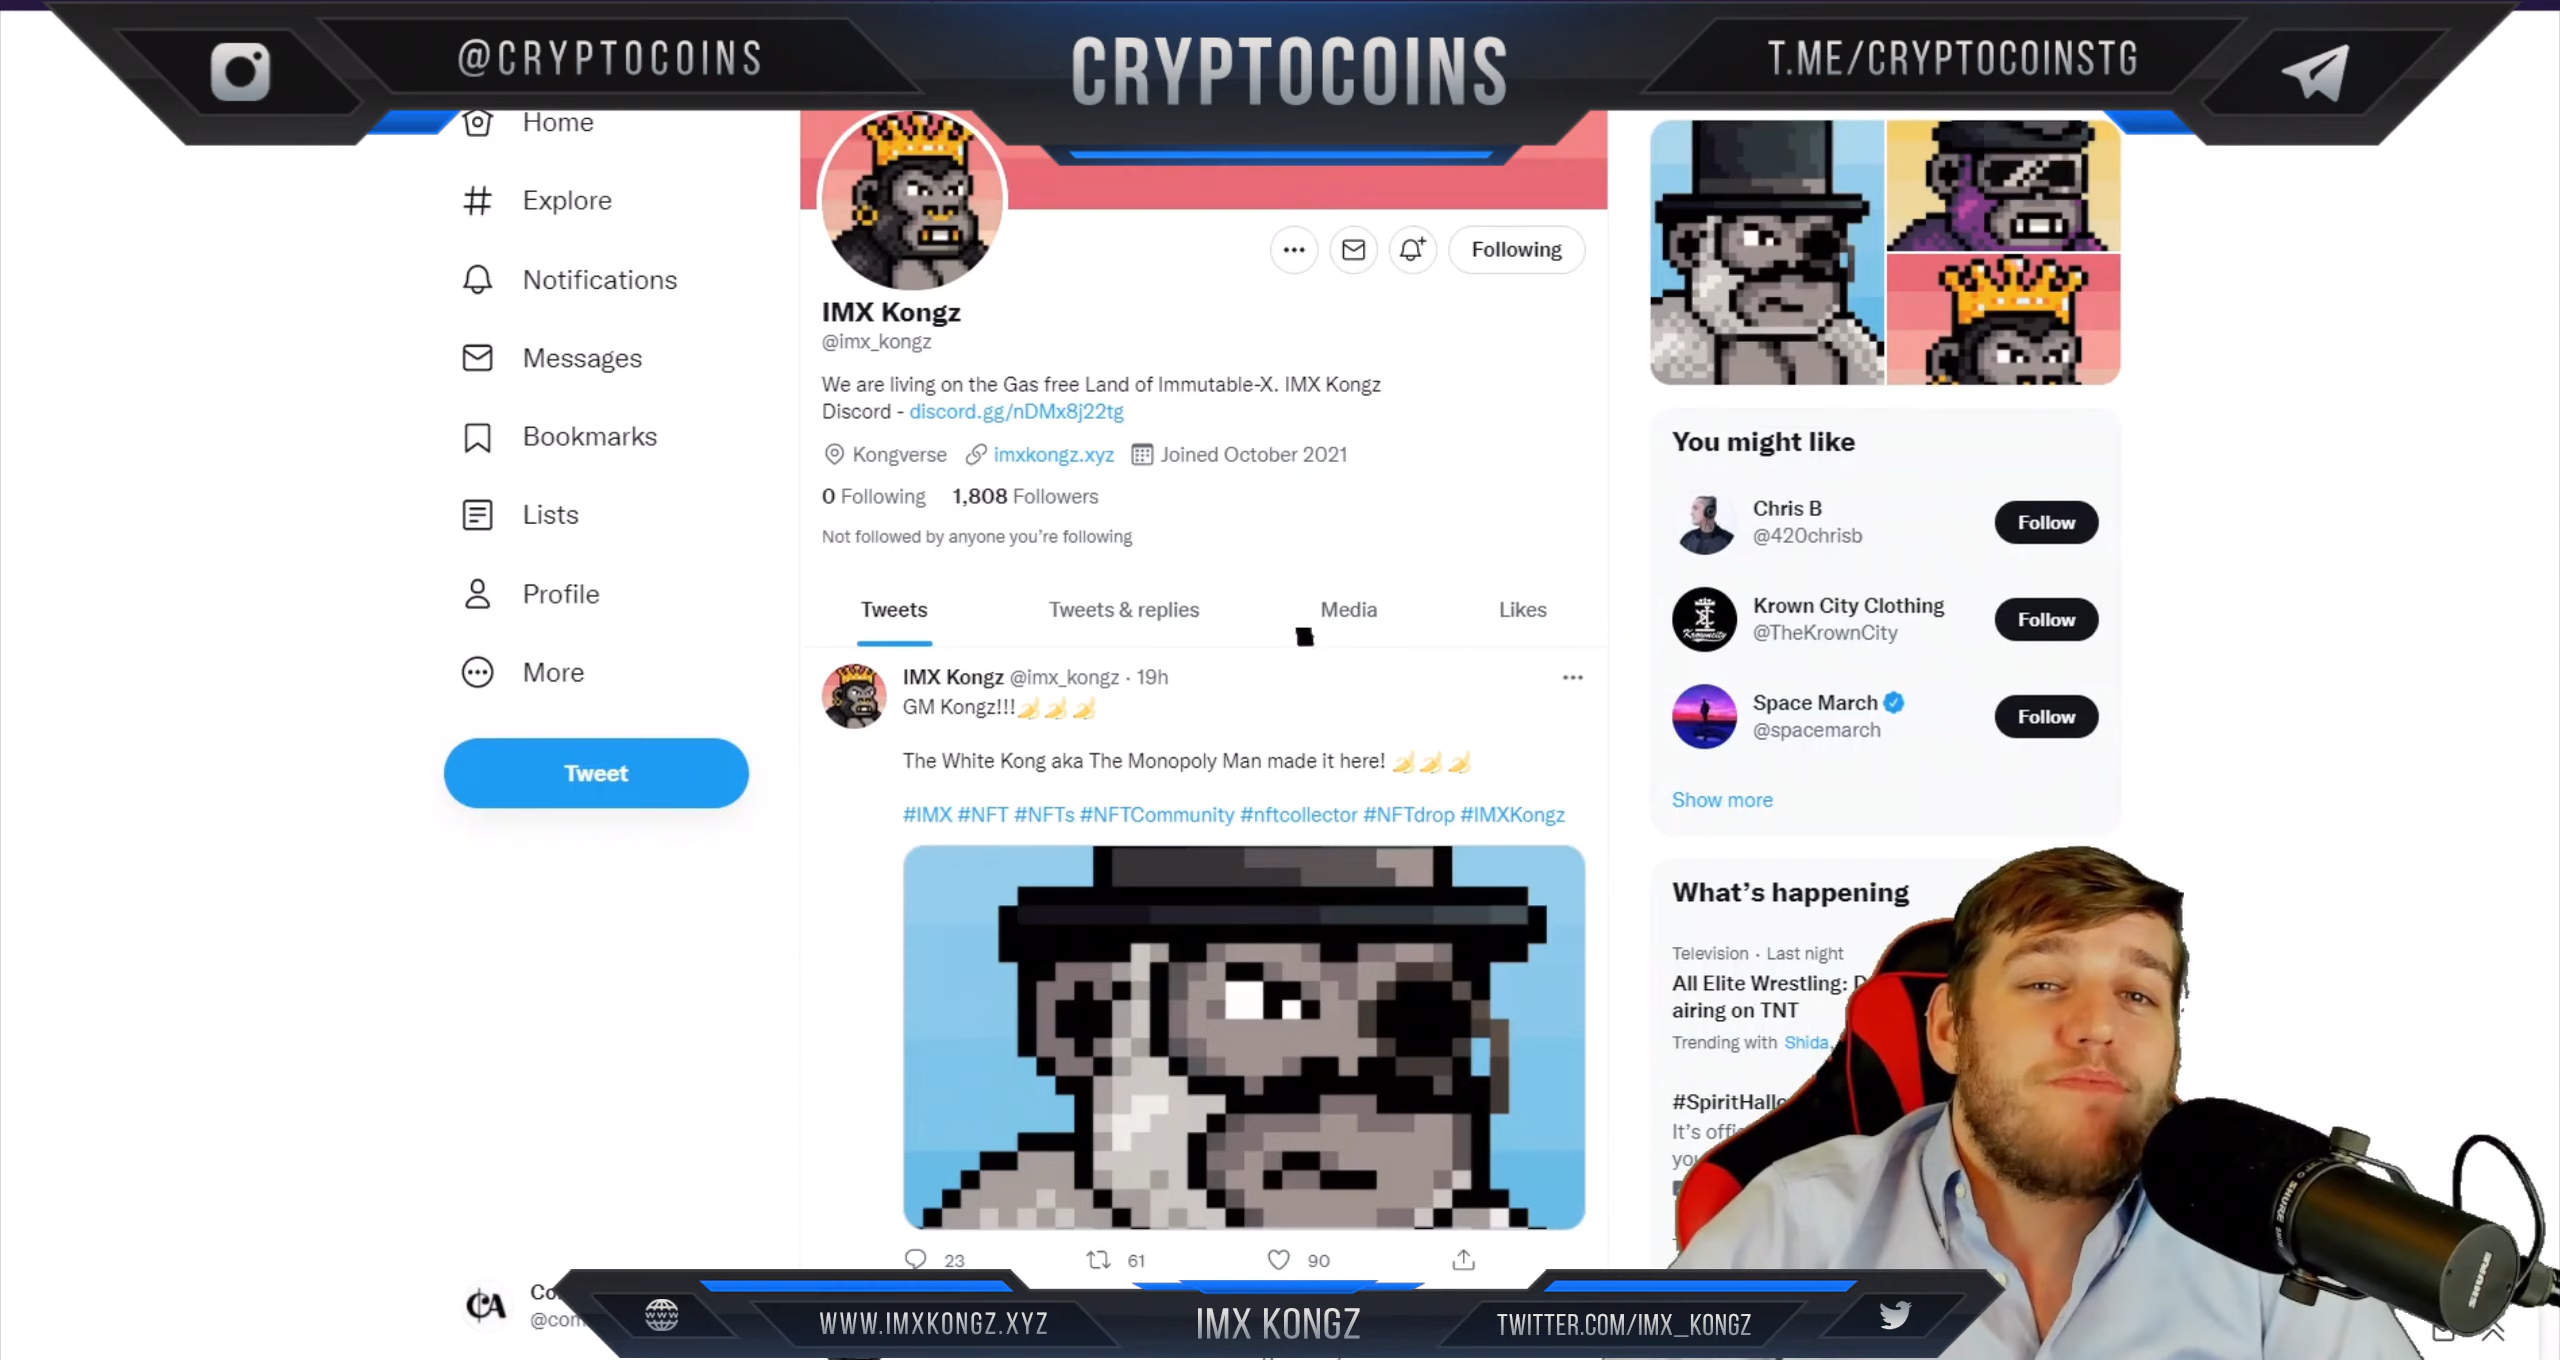 @CRYPTOCOINS
CRYPTOCOINS
T.ME/CRYPTOCOINSTG
Home
Explore
Notifications
Messages
Bookmarks
Lists
Profile
More
Tweet
Following
IMX Kongz
@imx_kongz
We are living on the Gas free Land of Immutable-X. IMX Kongz
Discord - discord.gg/nDMx8j22tg
Kongverse imxkongz.xyz Joined October 2021
0 Following 1,808 Followers
Not followed by anyone you're following
Tweets Tweets & replies Media Likes
IMX Kongz @imx_kongz · 19h
GM Kongz!!!🍌🍌🍌
The White Kong aka The Monopoly Man made it here! 🍌🍌🍌
#IMX #NFT #NFTs #NFTCommunity #nftcollector #NFTdrop #IMXKongz
23 61 90
You might like
Chris B
@420chrisb
Follow
Krown City Clothing
@TheKrownCity
Follow
Space March
@spacemarch
Follow
Show more
What's happening
Television · Last night
All Elite Wrestling:
airing on TNT
Trending with Shida,
#SpiritHall
It's
SHURE
WWW.IMXKONGZ.XYZ
IMX KONGZ
TWITTER.COM/IMX_KONGZ